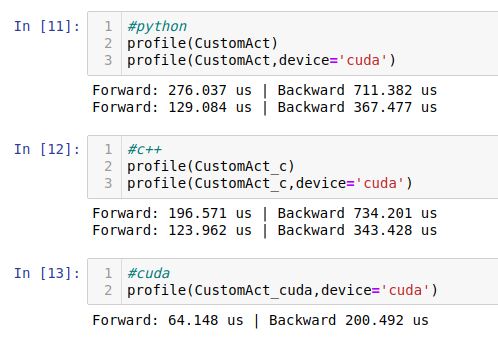 In [11]: 1 #python
2 profile(CustomAct)
3 profile(CustomAct,device='cuda')
Forward: 276.037 us | Backward 711.382 us
Forward: 129.084 us | Backward 367.477 us
In [12]: 1 #c++
2 profile(CustomAct_c)
3 profile(CustomAct_c,device='cuda')
Forward: 196.571 us | Backward 734.201 us
Forward: 123.962 us | Backward 343.428 us
In [13]: 1 #cuda
2 profile(CustomAct_cuda,device='cuda')
Forward: 64.148 us | Backward 200.492 us